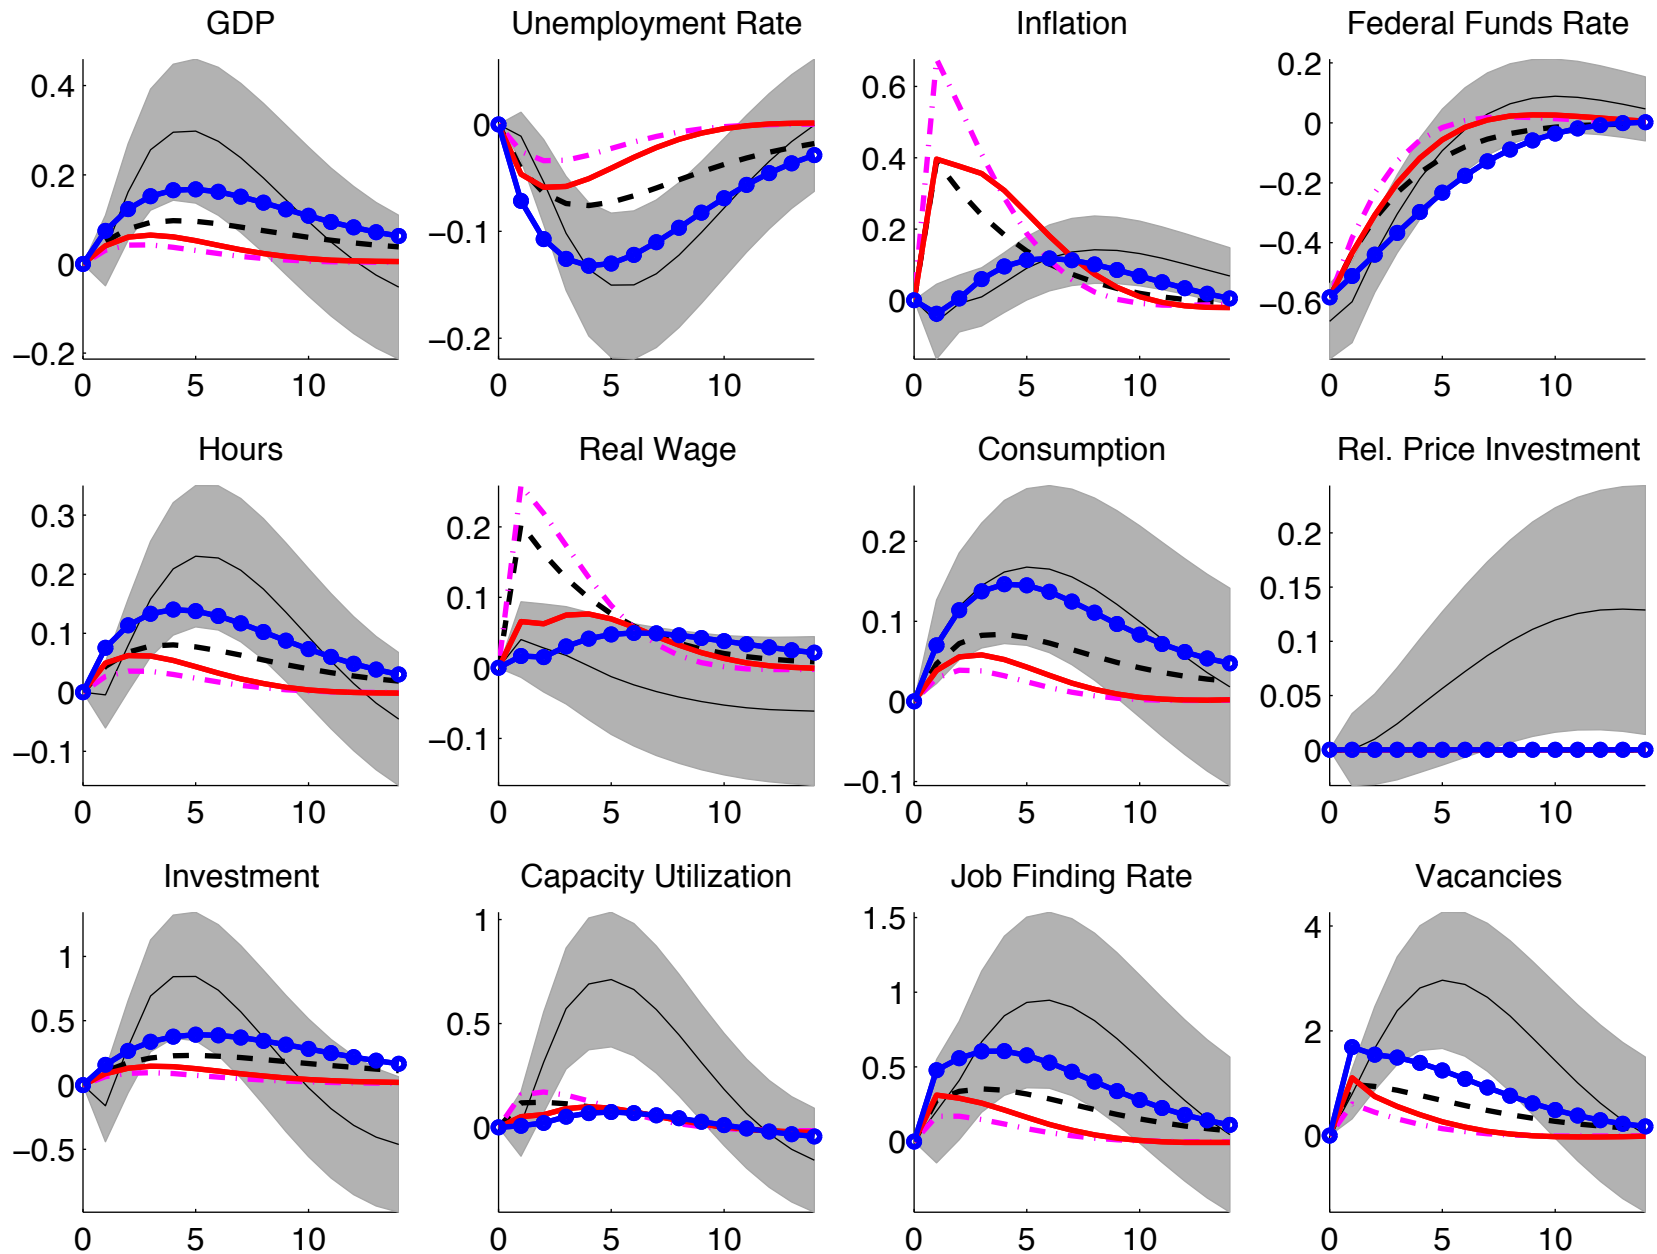 GDP Unemployment Rate Inflation Federal Funds Rate
0.4 0 0.6 0.2
0.2 −0.1 0.4 0
0 −0.2 0.2 −0.2
−0.2 0 −0.4
−0.6
0 5 10 0 5 10 0 5 10 0 5 10
Hours Real Wage Consumption Rel. Price Investment
0.3 0.2 0.2 0.2
0.2 0.1 0.1 0.15
0.1 0 0 0.1
0 −0.1 −0.1 0.05
−0.1 0
0 5 10 0 5 10 0 5 10 0 5 10
Investment Capacity Utilization Job Finding Rate Vacancies
1 1 1.5 4
0.5 0.5 1 2
0 0 0.5 0
−0.5 0
0 5 10 0 5 10 0 5 10 0 5 10